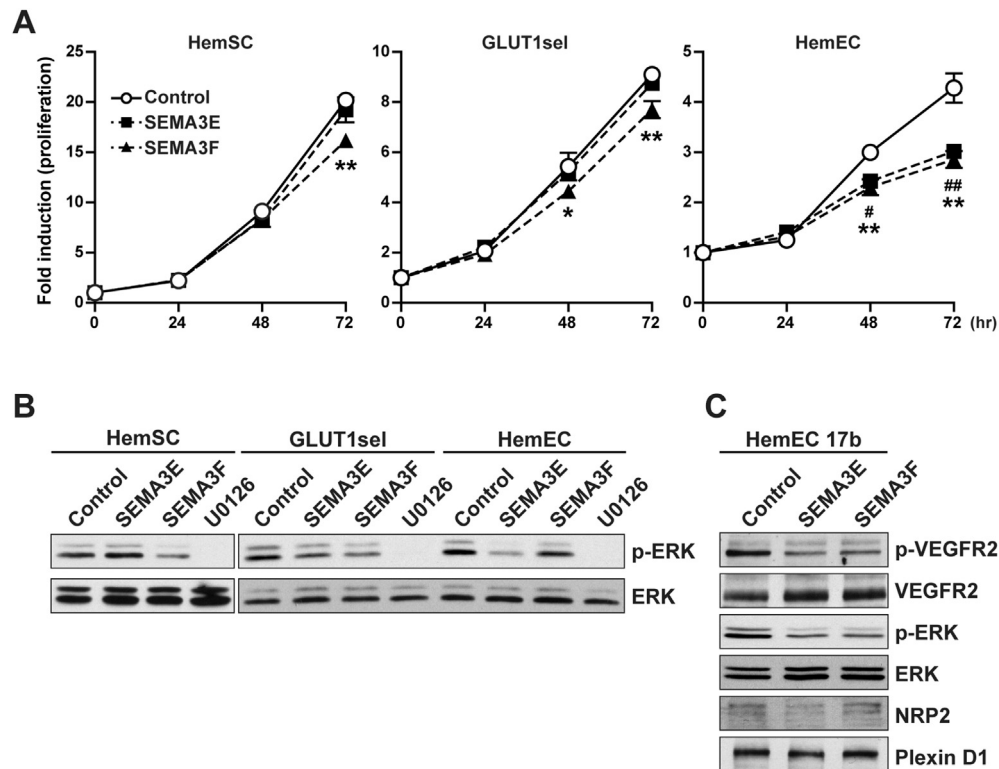 A
HemSC
GLUT1sel
HemEC
Fold induction (proliferation)
25
20
15
10
5
0
Control
SEMA3E
SEMA3F
**
0 24 48 72
10
8
6
4
2
0
*
**
0 24 48 72
5
4
3
2
1
0
#
**
##
**
0 24 48 72 (hr)
B
HemSC GLUT1sel HemEC
Control SEMA3E SEMA3F U0126 Control SEMA3E SEMA3F U0126 Control SEMA3E SEMA3F U0126
p-ERK
ERK
C
HemEC 17b
Control SEMA3E SEMA3F
p-VEGFR2
VEGFR2
p-ERK
ERK
NRP2
Plexin D1